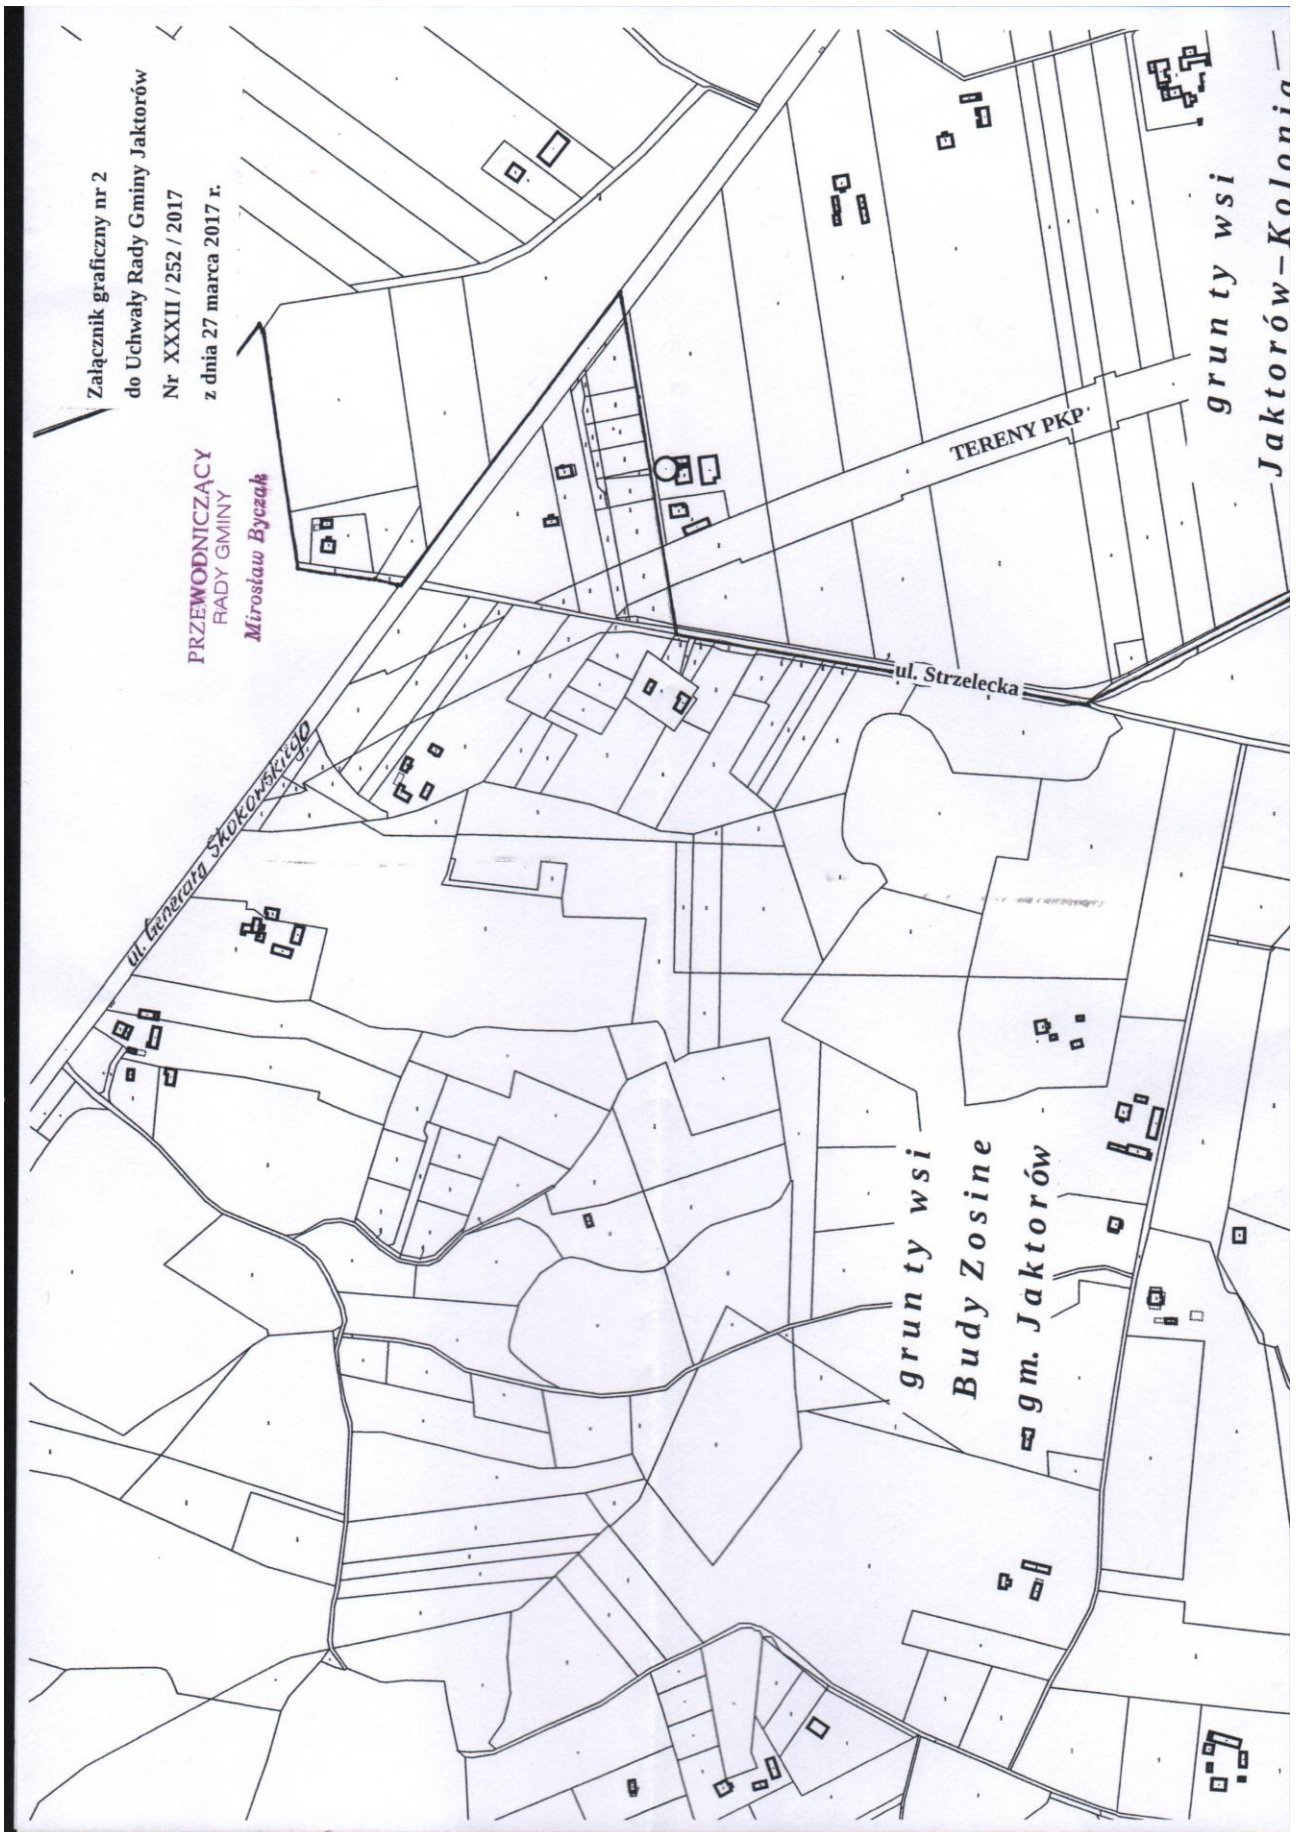 Załącznik graficzny nr 2
do Uchwały Rady Gminy Jaktorów
Nr XXXII / 252 / 2017
z dnia 27 marca 2017 r.
PRZEWODNICZĄCY
RADY GMINY
Mirosław Byczak
ul. Generała Skokowskiego
TERENY PKP
ul. Strzelecka
grunty wsi
Jaktorów–Kolonia
grunty wsi
Budy Zosine
gm. Jaktorów